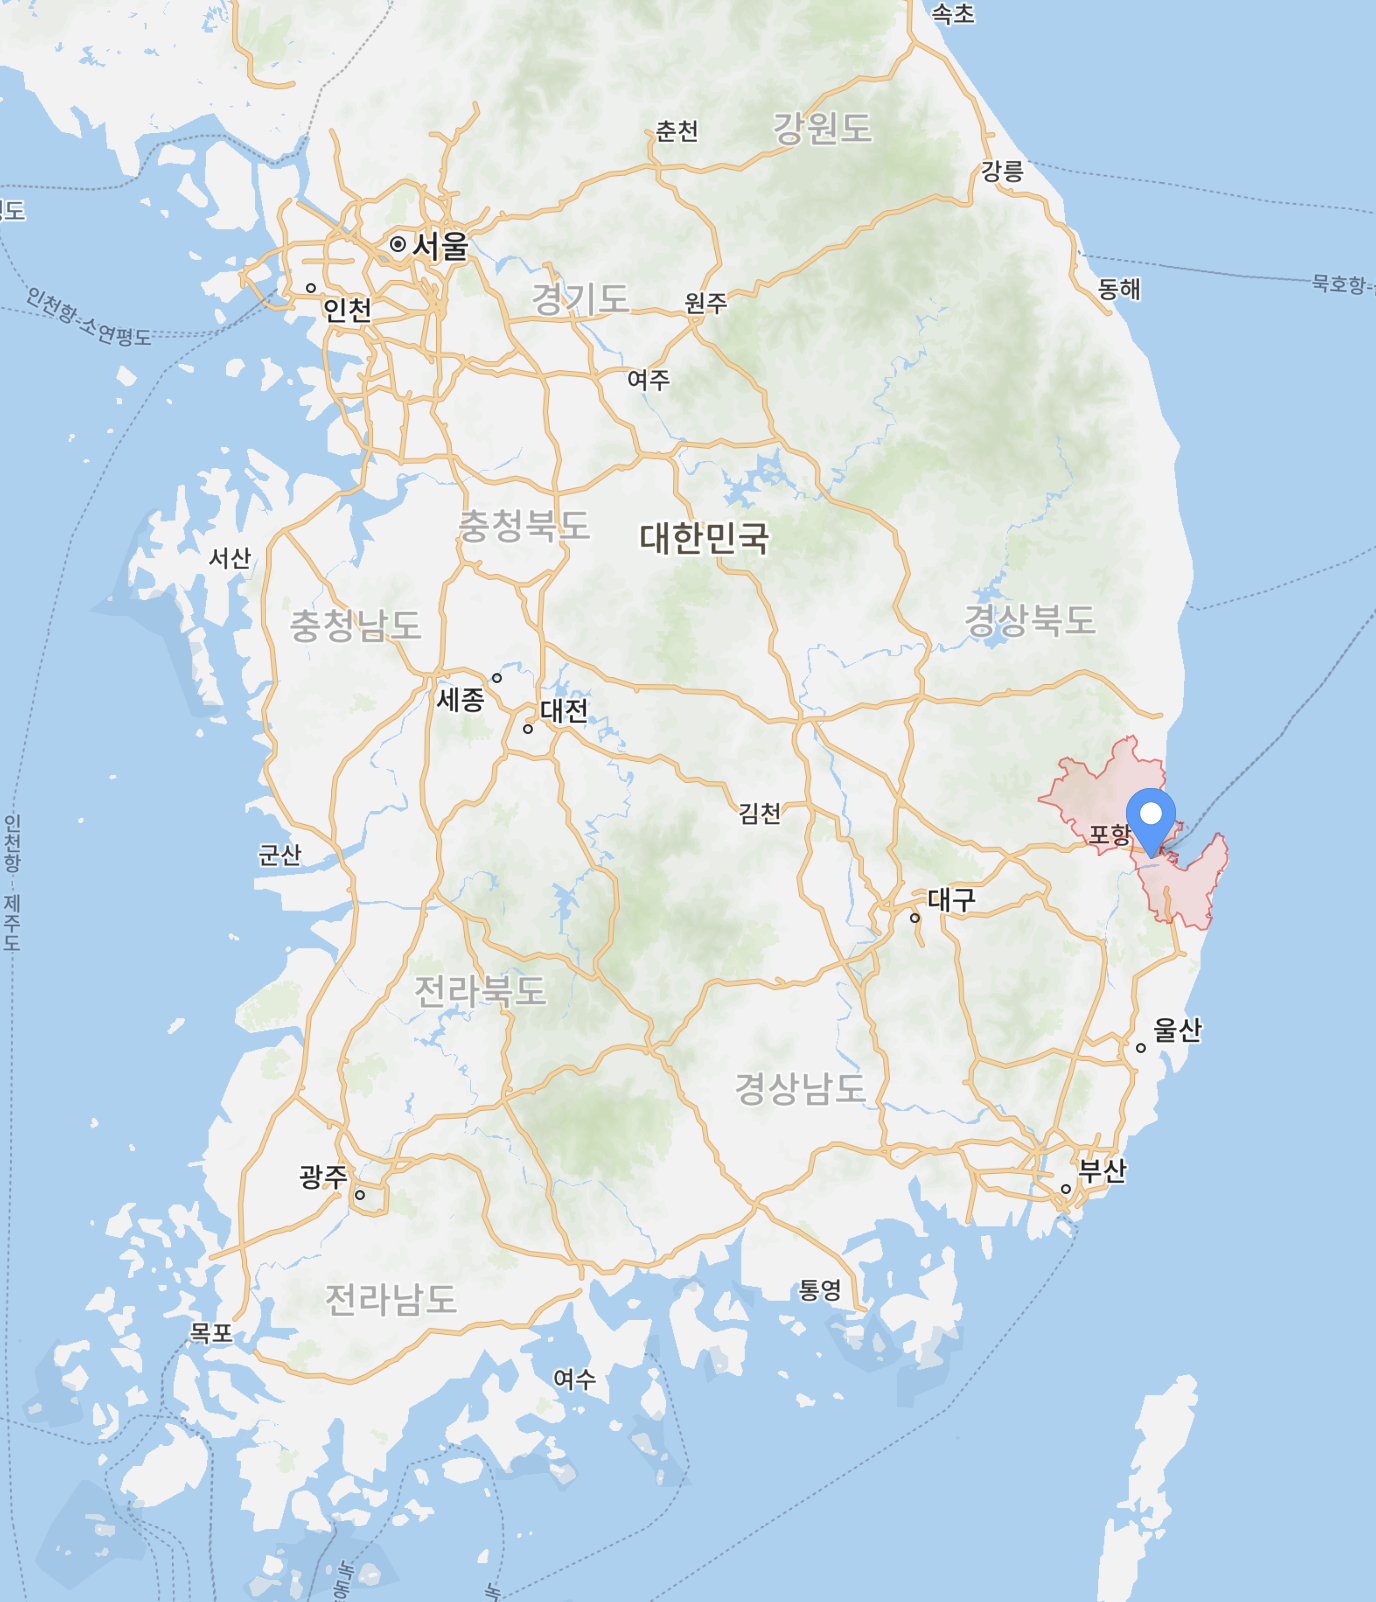 속초
춘천
강원도
강릉
서울
경기도
동해
묵호항-
인천
인천항-소연평도
원주
여주
충청북도
대한민국
서산
충청남도
경상북도
세종
대전
김천
포항
인천항 - 제주도
군산
대구
전라북도
울산
경상남도
광주
부산
전라남도
통영
목포
여수
녹동
녹